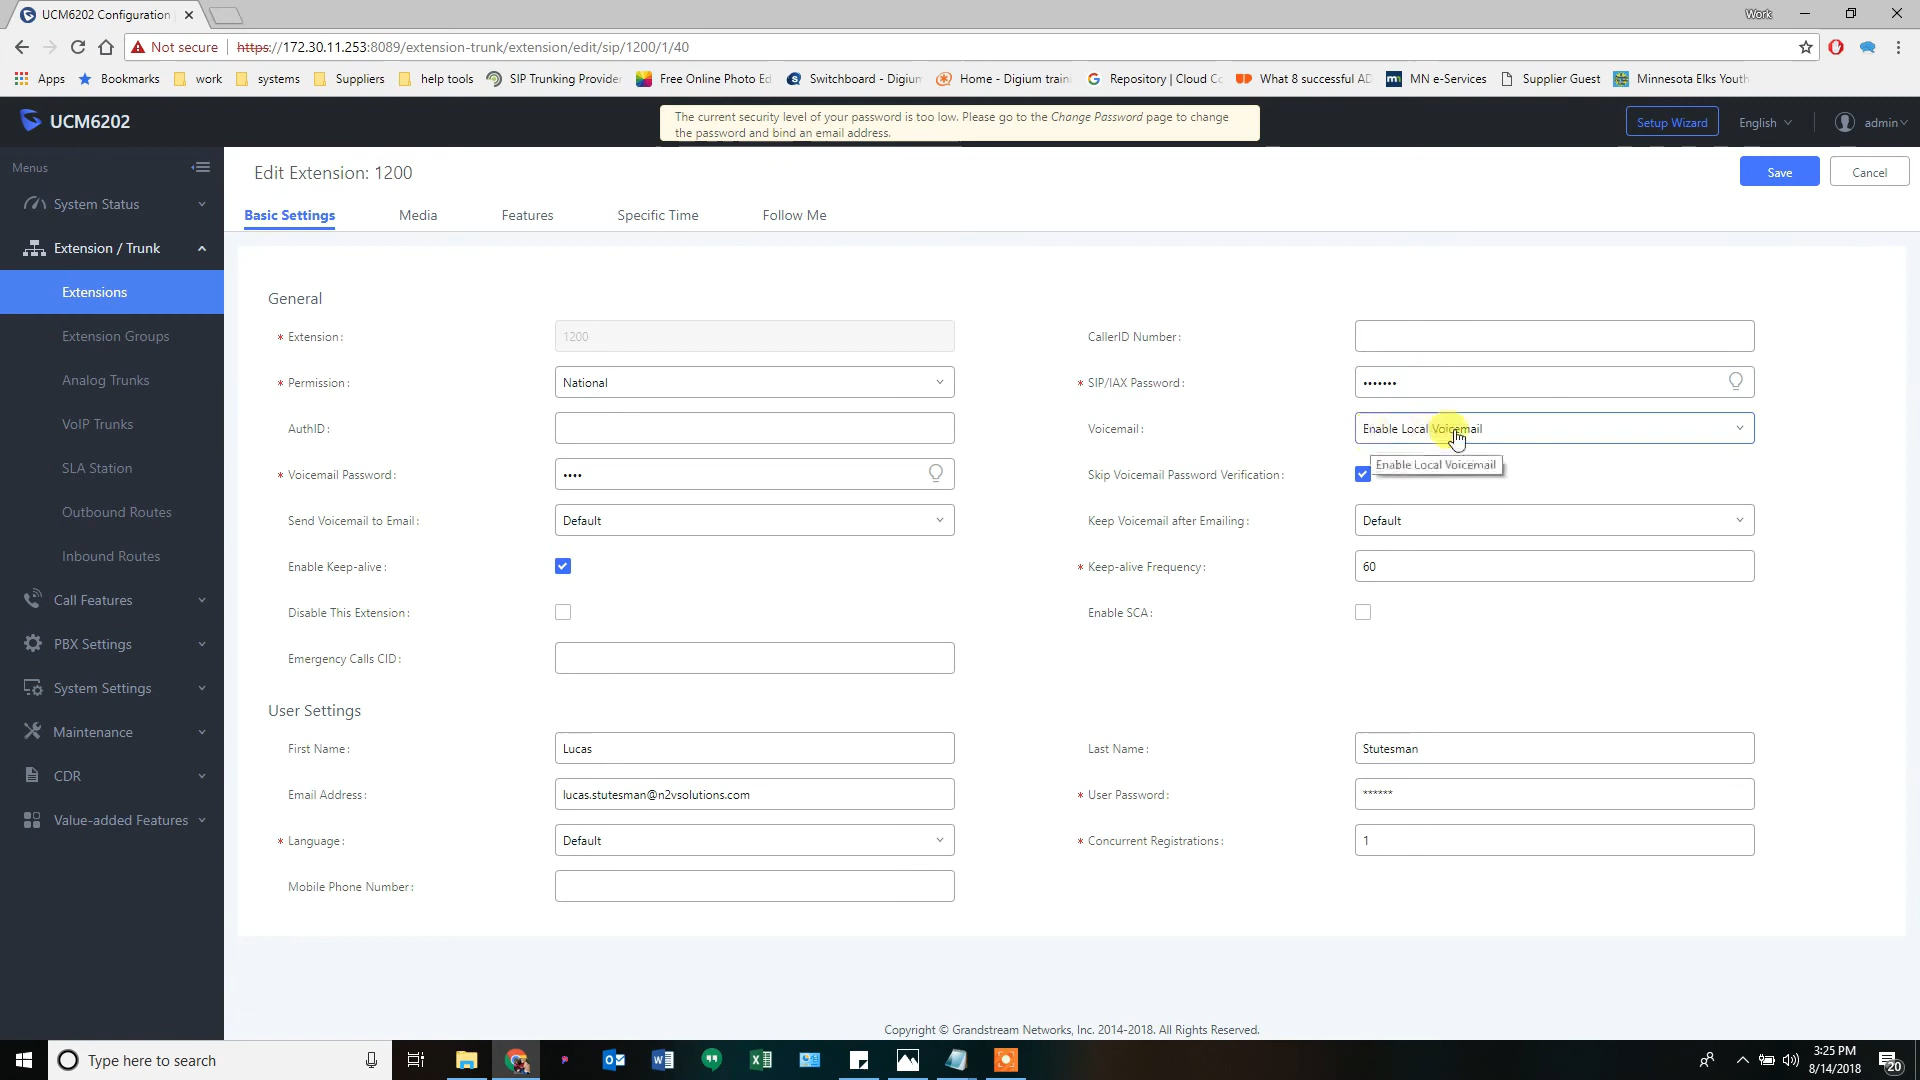 UCM6202 Configuration
Work
Not secure https://172.30.11.253:8089/extension-trunk/extension/edit/sip/1200/1/40
Apps Bookmarks work systems Suppliers help tools SIP Trunking Provider Free Online Photo Ed Switchboard - Digium Home - Digium train Repository | Cloud Co What 8 successful AD MN e-Services Supplier Guest Minnesota Elks Youth
UCM6202
The current security level of your password is too low. Please go to the Change Password page to change
the password and bind an email address.
Setup Wizard English admin
Menus
Edit Extension: 1200
Save Cancel
System Status
Basic Settings Media Features Specific Time Follow Me
Extension / Trunk
Extensions
Extension Groups
Analog Trunks
VoIP Trunks
SLA Station
Outbound Routes
Inbound Routes
Call Features
PBX Settings
System Settings
Maintenance
CDR
Value-added Features
General
* Extension: 1200 CallerID Number:
* Permission: National * SIP/IAX Password: •••••••
AuthID: Voicemail: Enable Local Voicemail
Enable Local Voicemail
* Voicemail Password: •••• Skip Voicemail Password Verification:
Send Voicemail to Email: Default Keep Voicemail after Emailing: Default
Enable Keep-alive: * Keep-alive Frequency: 60
Disable This Extension: Enable SCA:
Emergency Calls CID:
User Settings
First Name: Lucas Last Name: Stutesman
Email Address: lucas.stutesman@n2vsolutions.com * User Password: ******
* Language: Default * Concurrent Registrations: 1
Mobile Phone Number:
Copyright © Grandstream Networks, Inc. 2014-2018. All Rights Reserved.
Type here to search
3:25 PM
8/14/2018
20